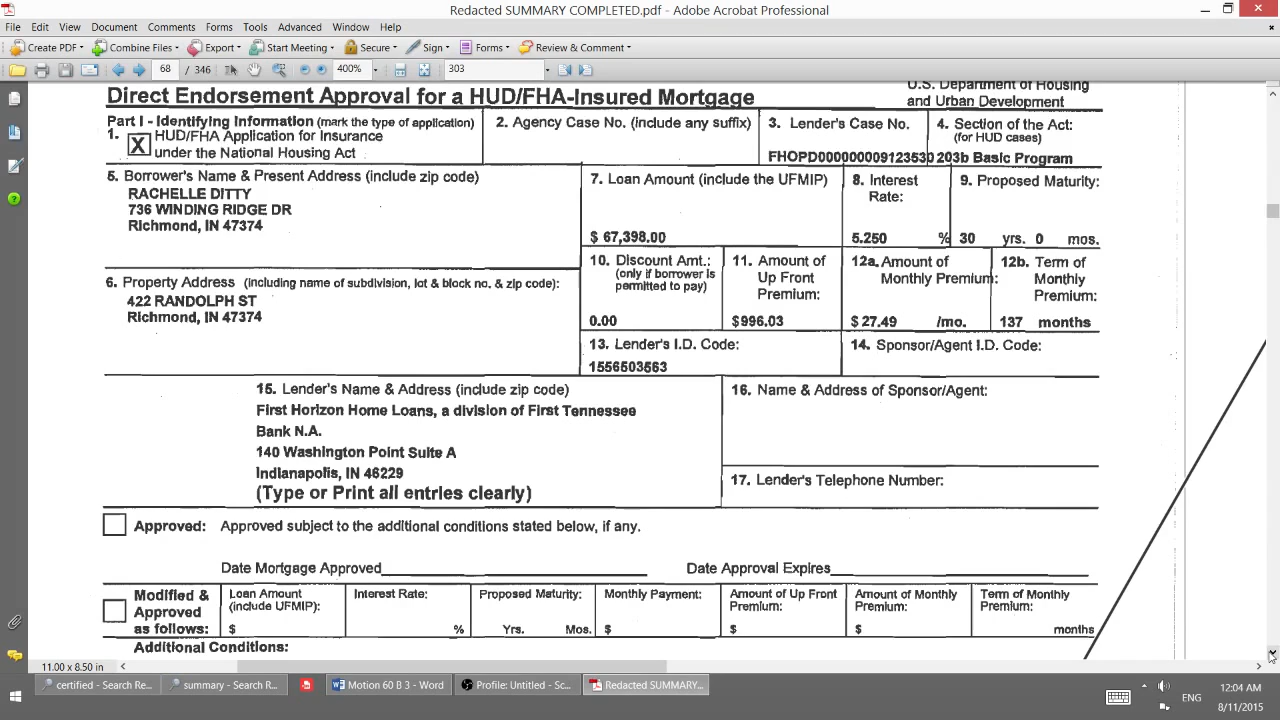 Redacted SUMMARY COMPLETED.pdf - Adobe Acrobat Professional
File Edit View Document Comments Forms Tools Advanced Window Help
Create PDF Combine Files Export Start Meeting Secure Sign Forms Review & Comment
68 / 346 400% 303
Direct Endorsement Approval for a HUD/FHA-Insured Mortgage
U.S. Department of Housing
and Urban Development
Part I - Identifying Information (mark the type of application)
1. X HUD/FHA Application for Insurance
under the National Housing Act
2. Agency Case No. (include any suffix)
3. Lender's Case No.
FHOPD000000009123530
4. Section of the Act:
(for HUD cases)
203b Basic Program
5. Borrower's Name & Present Address (include zip code)
RACHELLE DITTY
736 WINDING RIDGE DR
Richmond, IN 47374
7. Loan Amount (include the UFMIP)
$ 67,398.00
8. Interest
Rate:
5.250 %
9. Proposed Maturity:
30 yrs. 0 mos.
6. Property Address (including name of subdivision, lot & block no. & zip code):
422 RANDOLPH ST
Richmond, IN 47374
10. Discount Amt.:
(only if borrower is
permitted to pay)
0.00
11. Amount of
Up Front
Premium:
$996.03
12a. Amount of
Monthly Premium:
$ 27.49 /mo.
12b. Term of
Monthly
Premium:
137 months
13. Lender's I.D. Code:
1556503563
14. Sponsor/Agent I.D. Code:
15. Lender's Name & Address (include zip code)
First Horizon Home Loans, a division of First Tennessee
Bank N.A.
140 Washington Point Suite A
Indianapolis, IN 46229
(Type or Print all entries clearly)
16. Name & Address of Sponsor/Agent:
17. Lender's Telephone Number:
Approved: Approved subject to the additional conditions stated below, if any.
Date Mortgage Approved Date Approval Expires
Modified &
Approved
as follows:
Loan Amount
(include UFMIP):
$
Interest Rate:
%
Proposed Maturity:
Yrs. Mos.
Monthly Payment:
$
Amount of Up Front
Premium:
$
Amount of Monthly
Premium:
$
Term of Monthly
Premium:
months
Additional Conditions:
11.00 x 8.50 in
certified - Search Re... summary - Search R... Motion 60 B 3 - Word Profile: Untitled - Sc... Redacted SUMMARY...
ENG
12:04 AM
8/11/2015